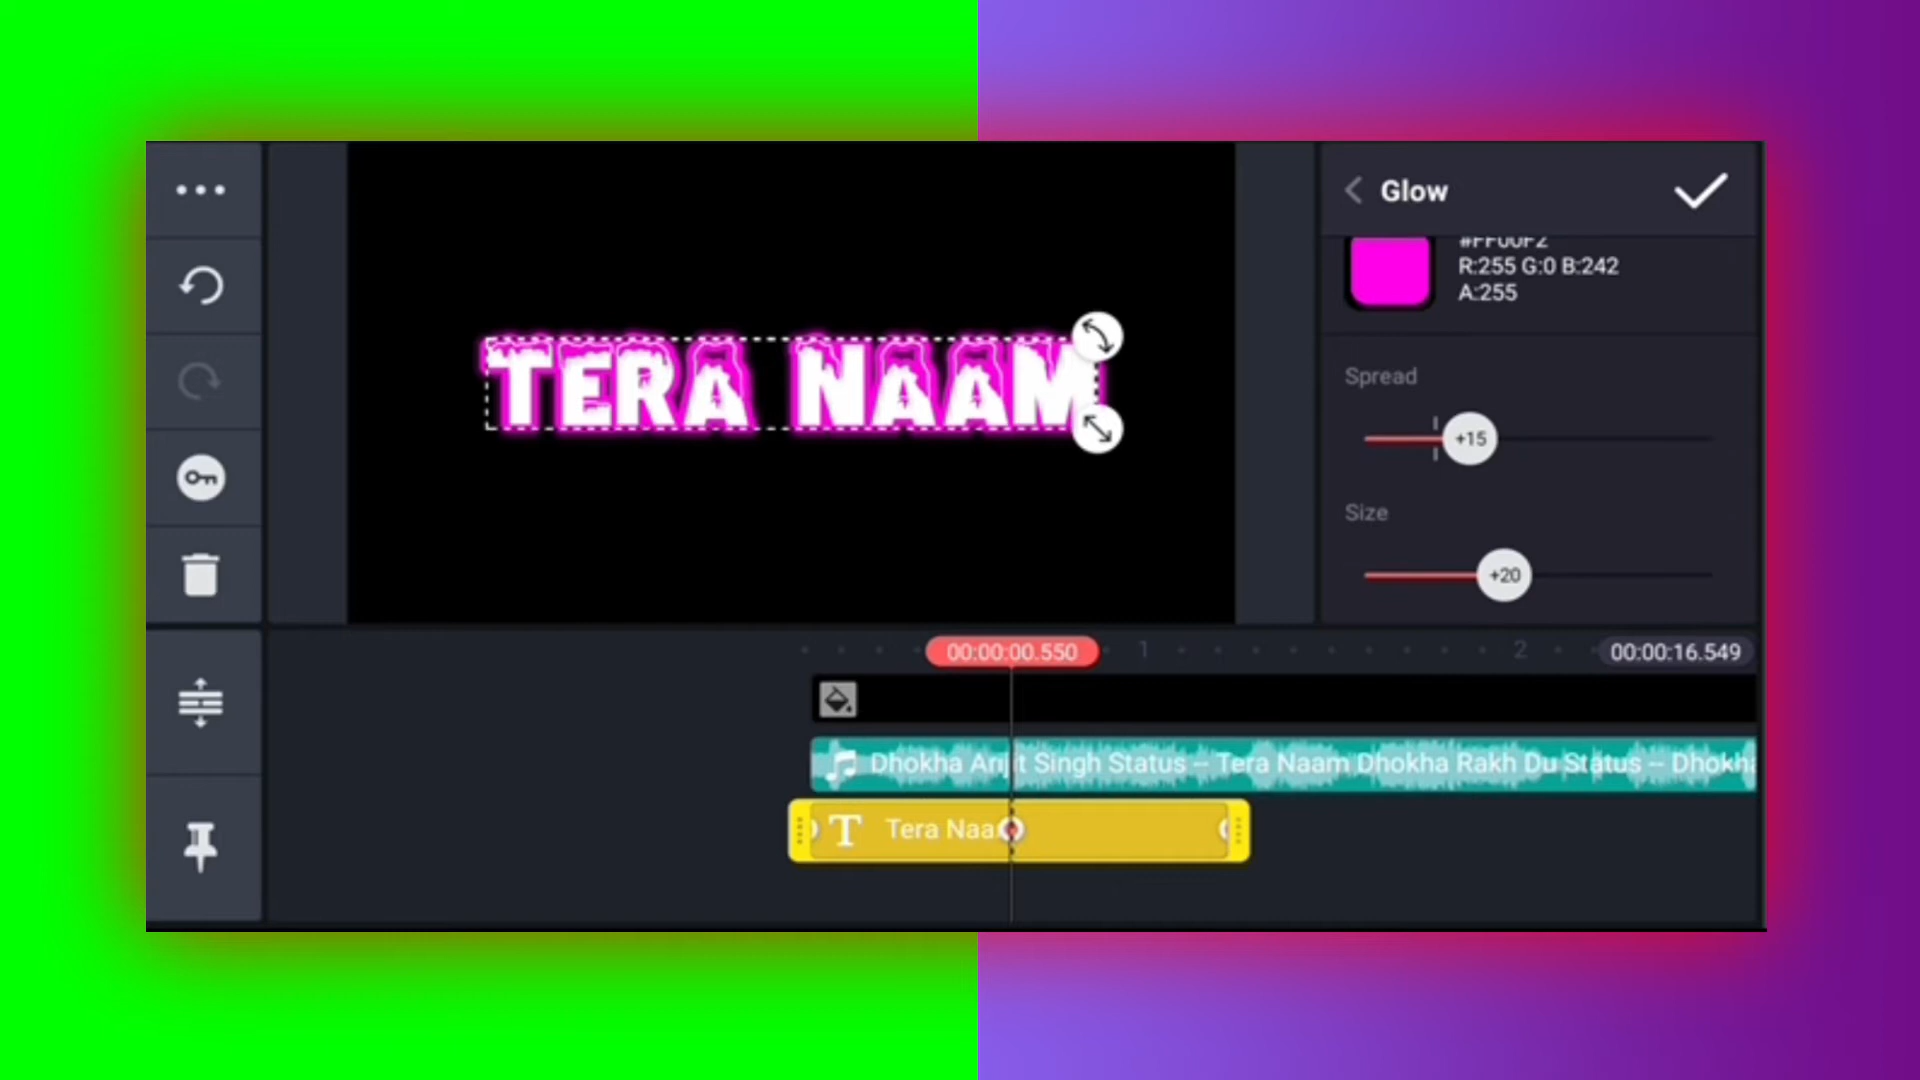 Glow
#FF00F2
R:255 G:0 B:242
A:255
TERA NAAM
Spread
+15
Size
+20
00:00:00.550
1
2
00:00:16.549
Dhokha Arijit Singh Status – Tera Naam Dhokha Rakh Du Status – Dhokha
T Tera Naa